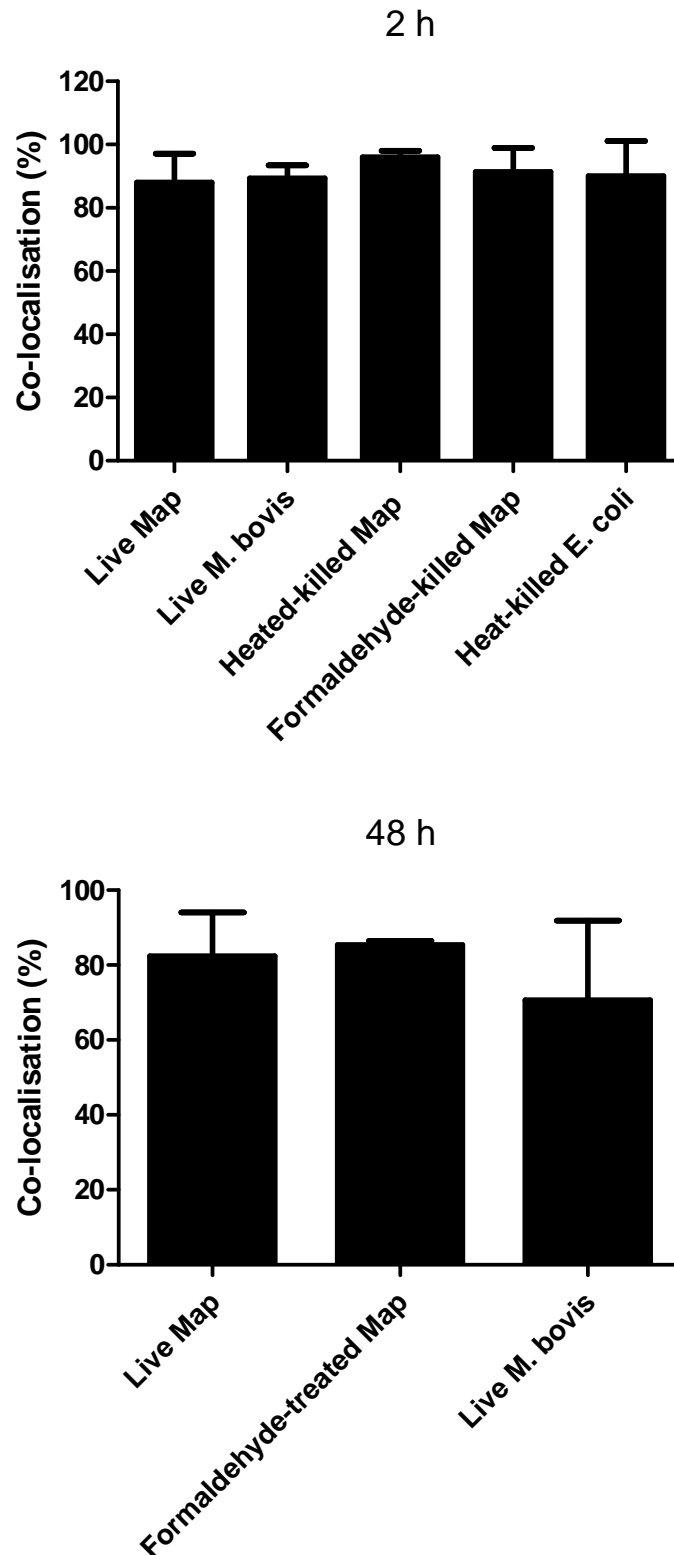 2 h
120
100
80
60
40
20
0
Co-localisation (%)
Live Map
Live M. bovis
Heated-killed Map
Formaldehyde-killed Map
Heat-killed E. coli
48 h
100
80
60
40
20
0
Co-localisation (%)
Live Map
Formaldehyde-treated Map
Live M. bovis